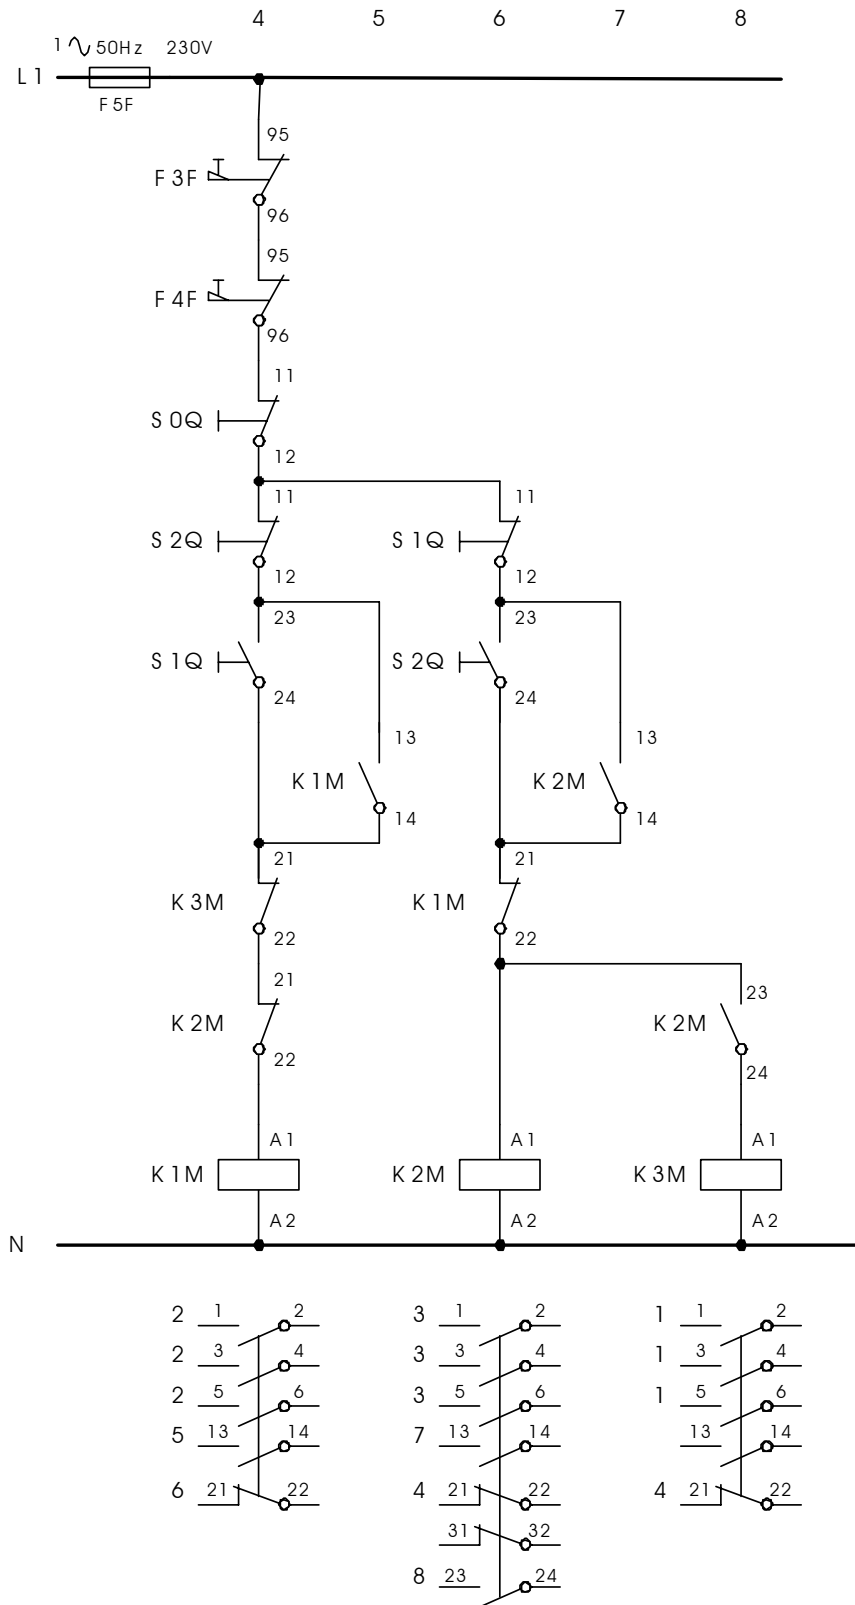 4 5 6 7 8
1 50Hz 230V
L1
F5F
95
F3F
96
95
F4F
96
11
S0Q
12
11 11
S2Q S1Q
12 12
23 23
S1Q S2Q
24 24
13 13
K1M K2M
14 14
21 21
K3M K1M
22 22
21 23
K2M K2M
22 24
A1 A1 A1
K1M K2M K3M
A2 A2 A2
N
2 1 2 3 1 2 1 1 2
2 3 4 3 3 4 1 3 4
2 5 6 3 5 6 1 5 6
5 13 14 7 13 14 13 14
6 21 22 4 21 22 4 21 22
31 32
8 23 24